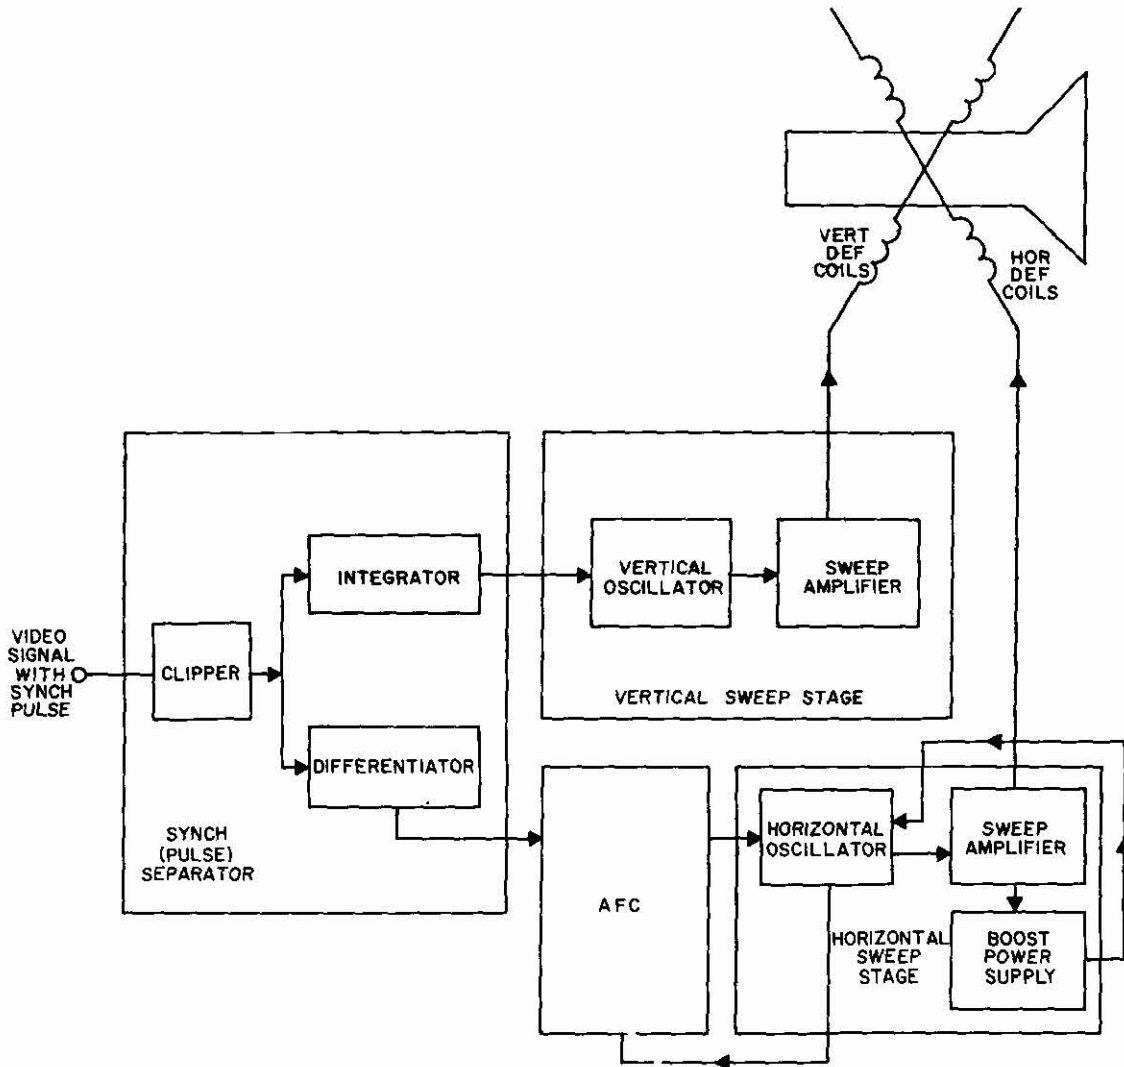 VERT
DEF
COILS
HOR
DEF
COILS
VIDEO
SIGNAL
WITH
SYNCH
PULSE
CLIPPER
INTEGRATOR
DIFFERENTIATOR
SYNCH
(PULSE)
SEPARATOR
VERTICAL
OSCILLATOR
SWEEP
AMPLIFIER
VERTICAL SWEEP STAGE
AFC
HORIZONTAL
OSCILLATOR
SWEEP
AMPLIFIER
HORIZONTAL
SWEEP
STAGE
BOOST
POWER
SUPPLY